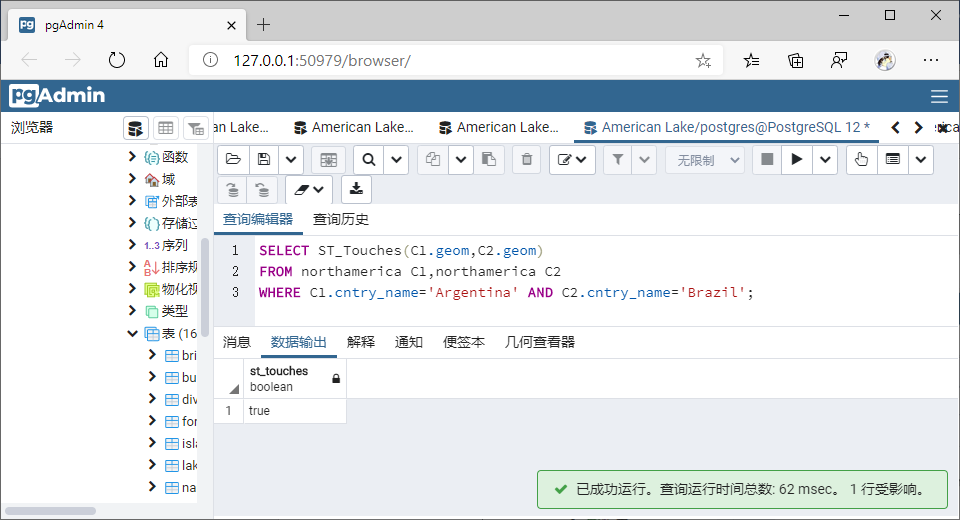 pgAdmin 4
127.0.0.1:50979/browser/
pgAdmin
浏览器
an Lake…
American Lake…
American Lake…
American Lake/postgres@PostgreSQL 12 *
函数
域
外部表
存储过
1..3 序列
排序规
物化视
类型
表 (16
bri
bu
div
for
isla
lak
na
无限制
查询编辑器
查询历史
1 SELECT ST_Touches(C1.geom,C2.geom)
2 FROM northamerica C1,northamerica C2
3 WHERE C1.cntry_name='Argentina' AND C2.cntry_name='Brazil';
消息
数据输出
解释
通知
便签本
几何查看器
st_touches
boolean
1 true
已成功运行。查询运行时间总数: 62 msec。 1 行受影响。